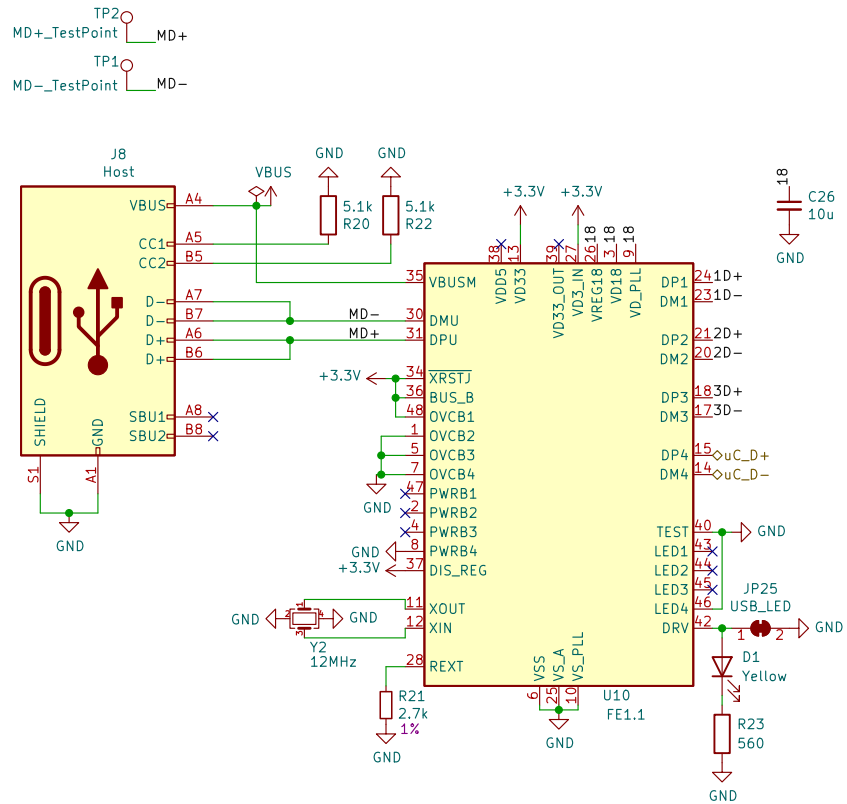 TP2
MD+_TestPoint
MD+
TP1
MD-_TestPoint
MD-
J8
Host
VBUS
A4
CC1
A5
CC2
B5
D-
A7
D-
B7
D+
A6
D+
B6
SBU1
A8
SBU2
B8
SHIELD
GND
S1
A1
GND
VBUS
GND
5.1k
R20
GND
5.1k
R22
MD-
MD+
+3.3V
+3.3V
18
18
18
38
13
39
27
26
3
9
VDD5
VD33
VD33_OUT
VD3_IN
VREG18
VD18
VD_PLL
35 VBUSM
30 DMU
31 DPU
+3.3V
34 XRSTJ
36 BUS_B
48 OVCB1
1 OVCB2
5 OVCB3
7 OVCB4
GND
47 PWRB1
2 PWRB2
4 PWRB3
GND
8 PWRB4
+3.3V
37 DIS_REG
11 XOUT
12 XIN
28 REXT
GND
2
1
4
3
GND
Y2
12MHz
R21
2.7k
1%
GND
VSS
VS_A
VS_PLL
6
25
10
GND
U10
FE1.1
DP1 24 1D+
DM1 23 1D-
DP2 21 2D+
DM2 20 2D-
DP3 18 3D+
DM3 17 3D-
DP4 15 uC_D+
DM4 14 uC_D-
TEST 40
GND
LED1 43
LED2 44
LED3 45
LED4 46
DRV 42
JP25
USB_LED
1
2
GND
D1
Yellow
R23
560
GND
18
C26
10u
GND